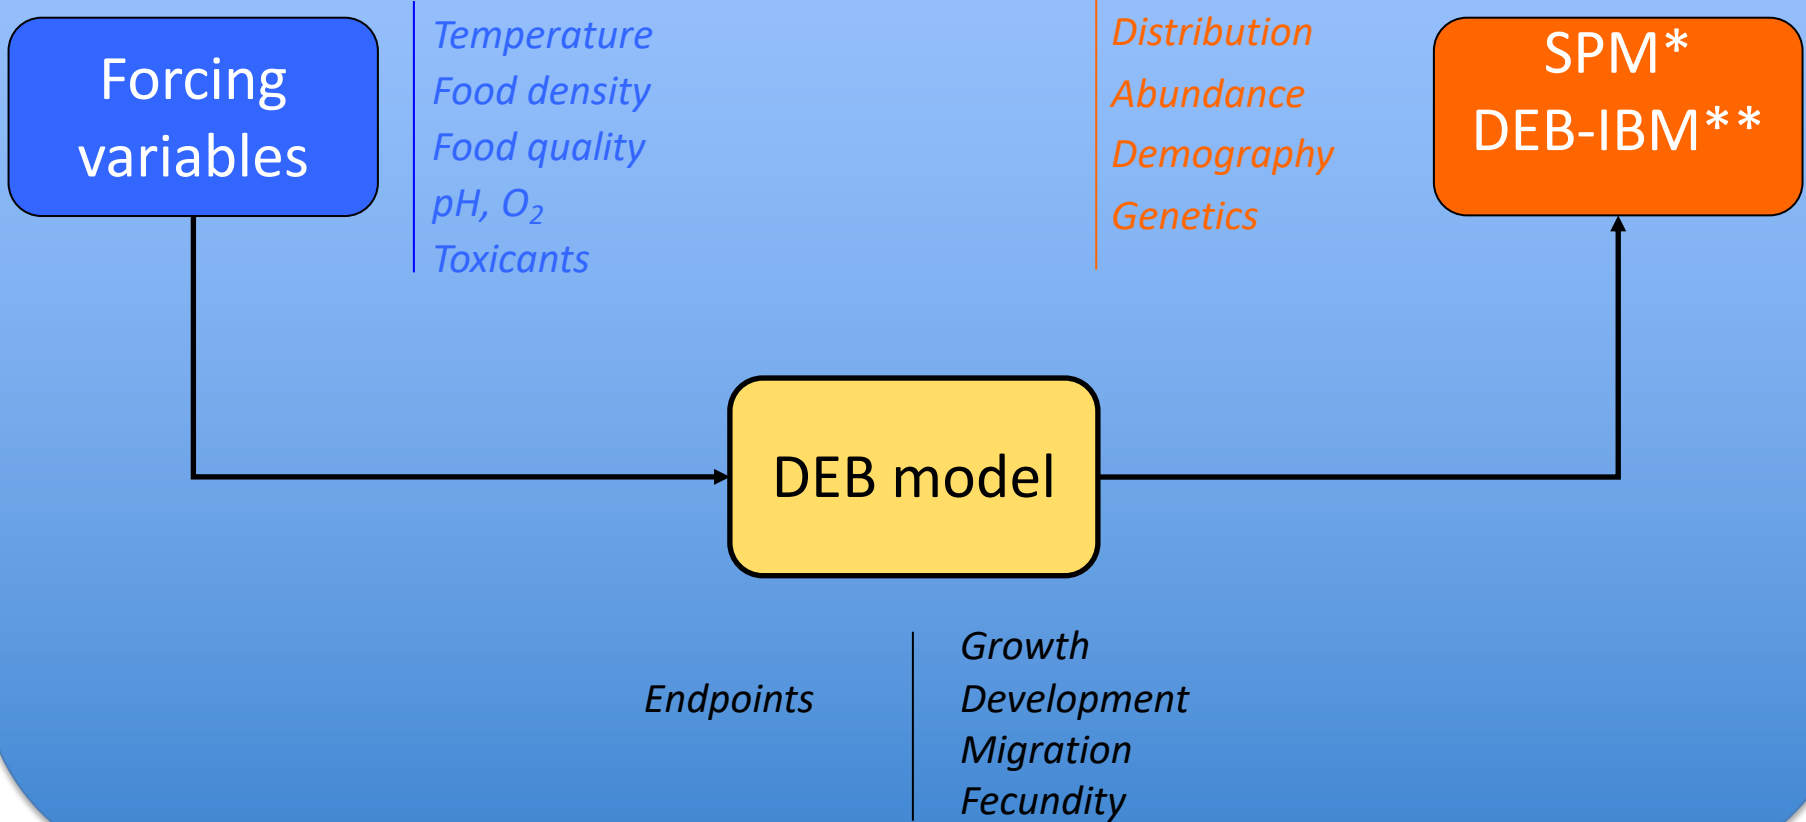 Forcing
variables
Temperature
Food density
Food quality
pH, O₂
Toxicants
Distribution
Abundance
Demography
Genetics
SPM*
DEB-IBM**
DEB model
Endpoints
Growth
Development
Migration
Fecundity